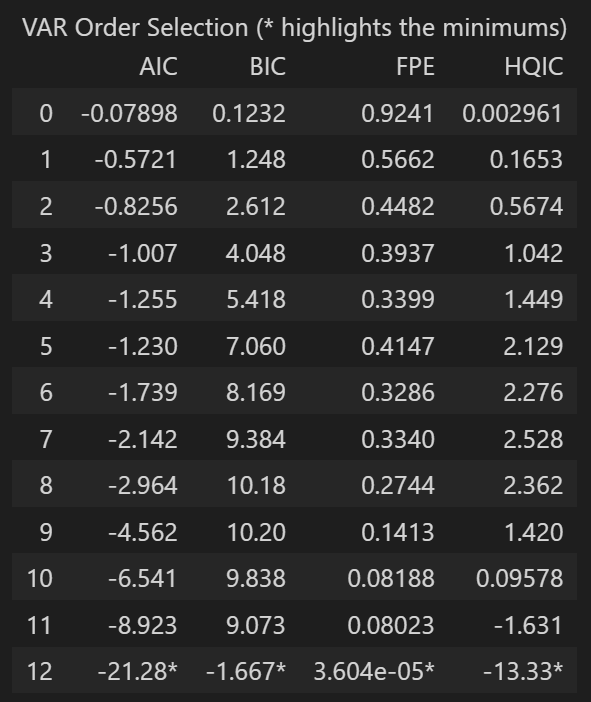 VAR Order Selection (* highlights the minimums)
AIC BIC FPE HQIC
0 -0.07898 0.1232 0.9241 0.002961
1 -0.5721 1.248 0.5662 0.1653
2 -0.8256 2.612 0.4482 0.5674
3 -1.007 4.048 0.3937 1.042
4 -1.255 5.418 0.3399 1.449
5 -1.230 7.060 0.4147 2.129
6 -1.739 8.169 0.3286 2.276
7 -2.142 9.384 0.3340 2.528
8 -2.964 10.18 0.2744 2.362
9 -4.562 10.20 0.1413 1.420
10 -6.541 9.838 0.08188 0.09578
11 -8.923 9.073 0.08023 -1.631
12 -21.28* -1.667* 3.604e-05* -13.33*